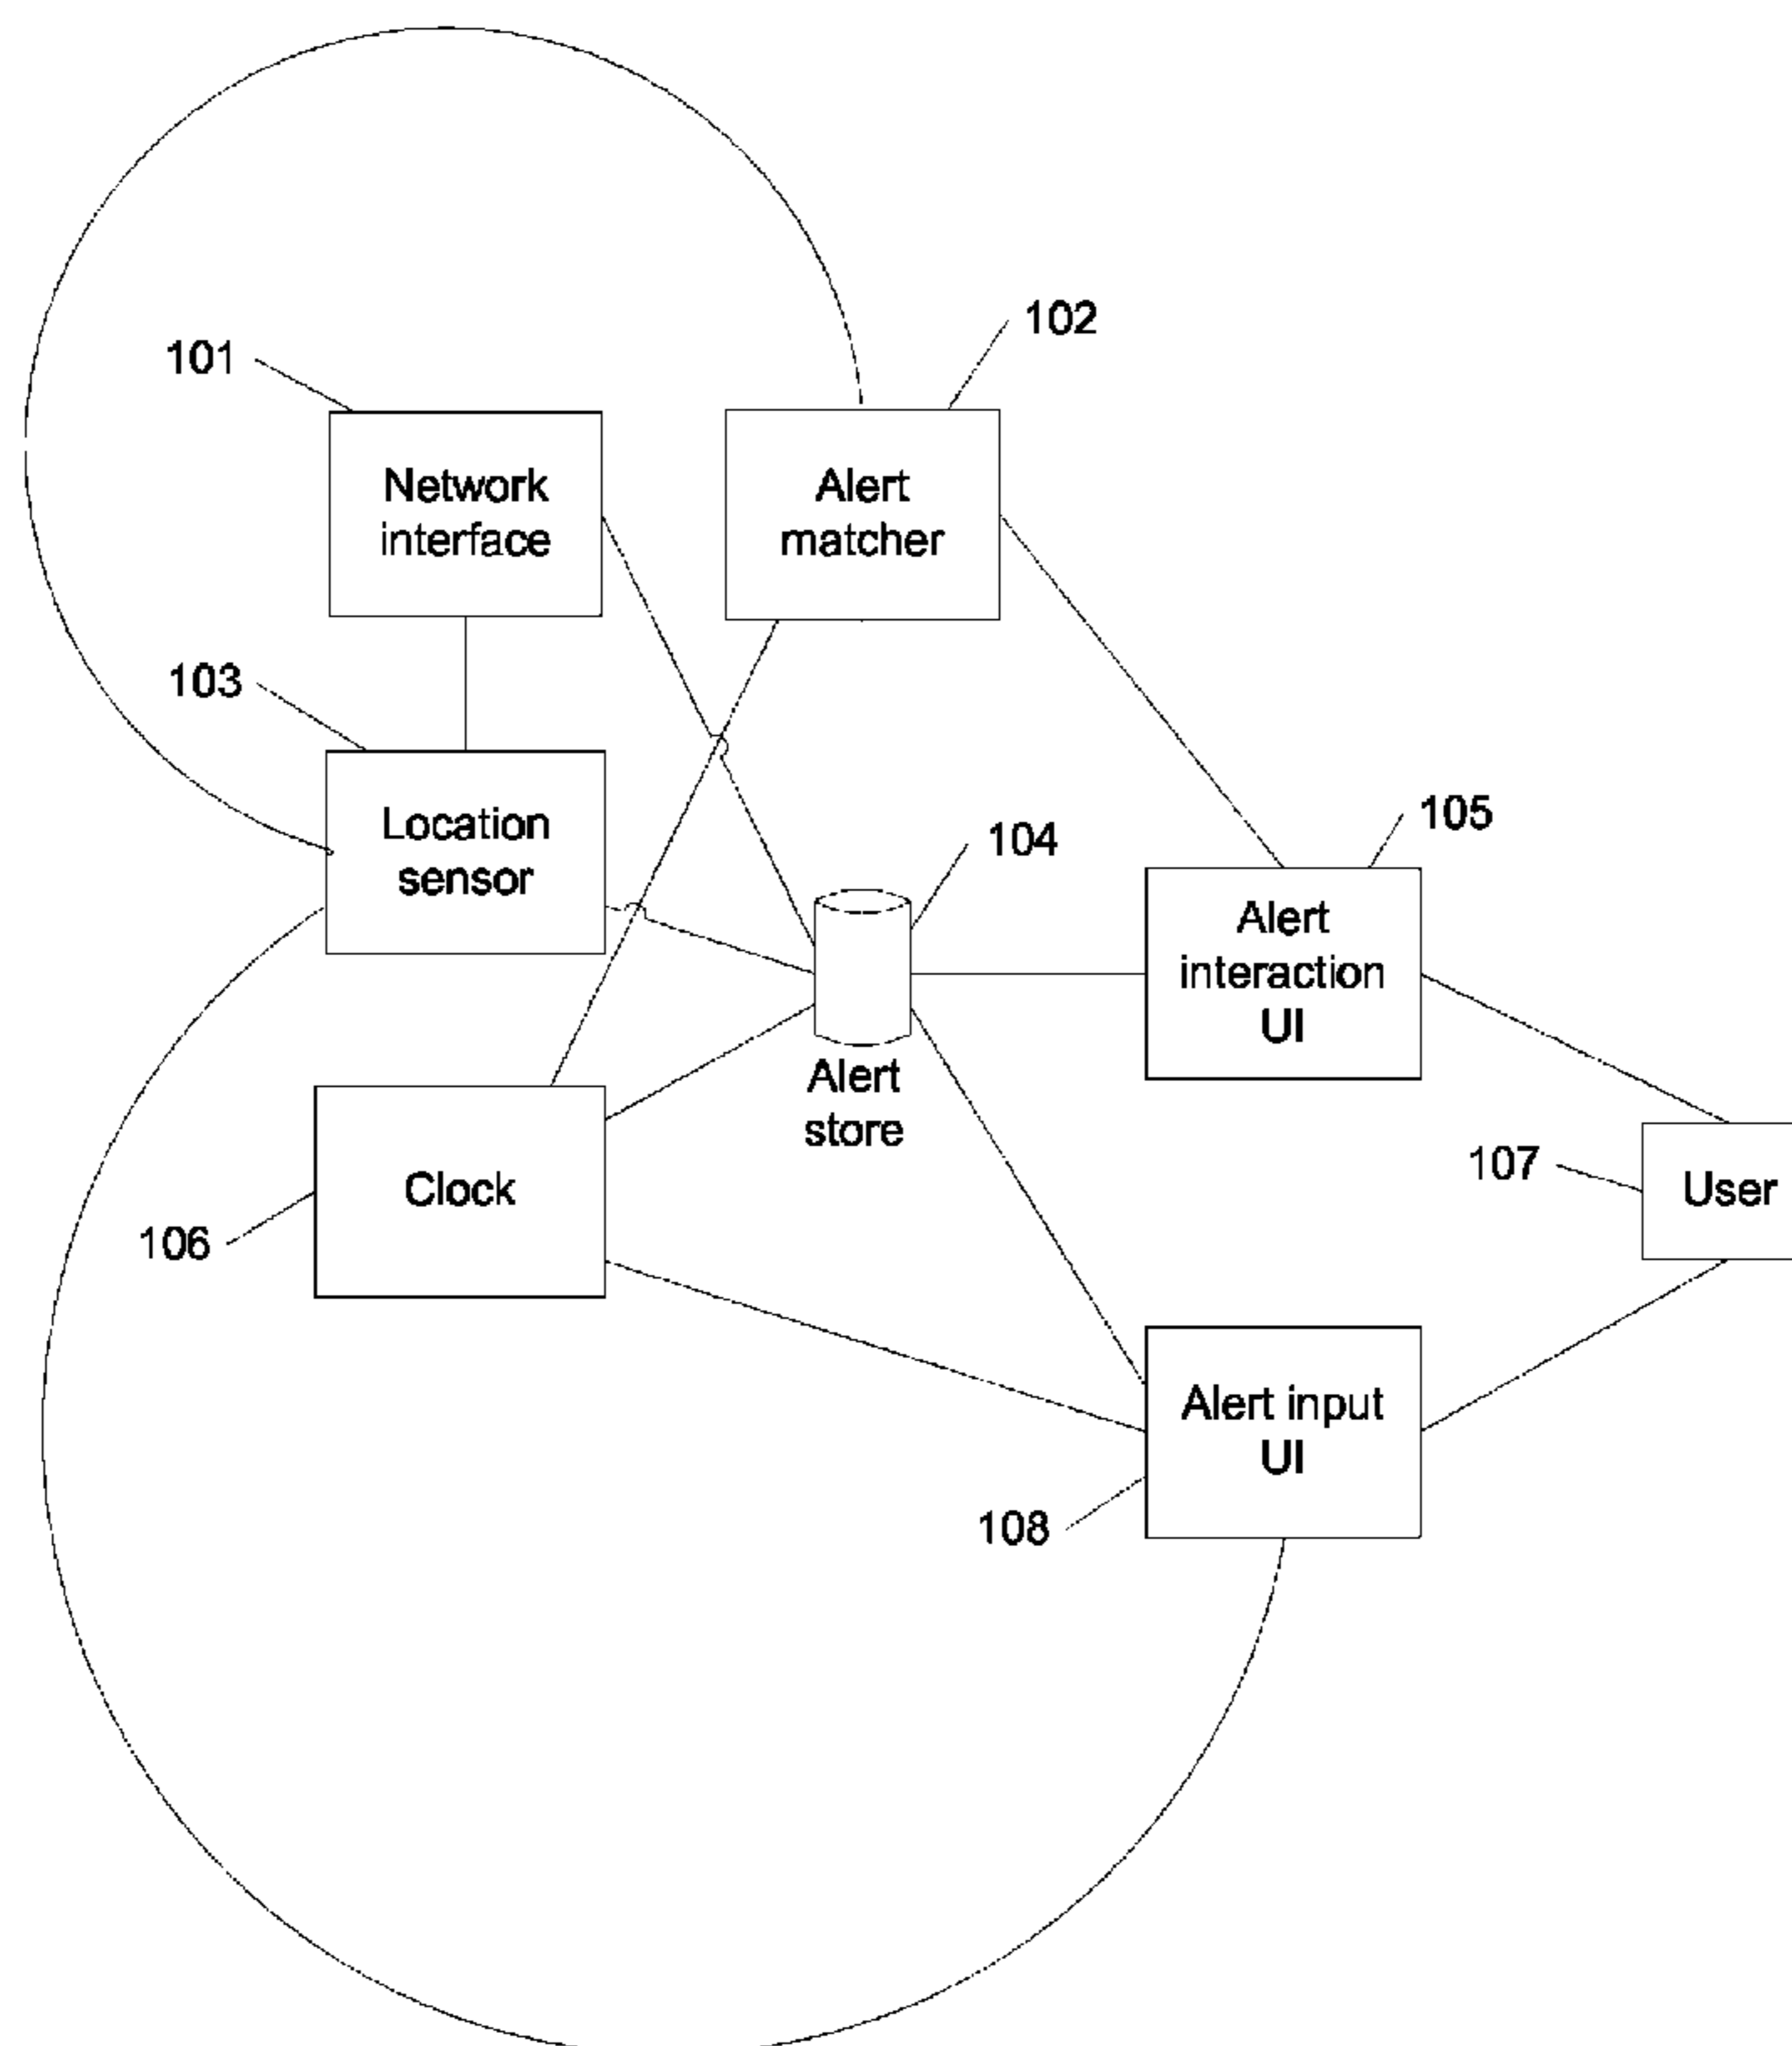 102
101
Network
interface
Alert
matcher
103
Location
sensor
104
105
Alert
interaction
UI
Alert
store
107
User
Clock
106
Alert input
UI
108